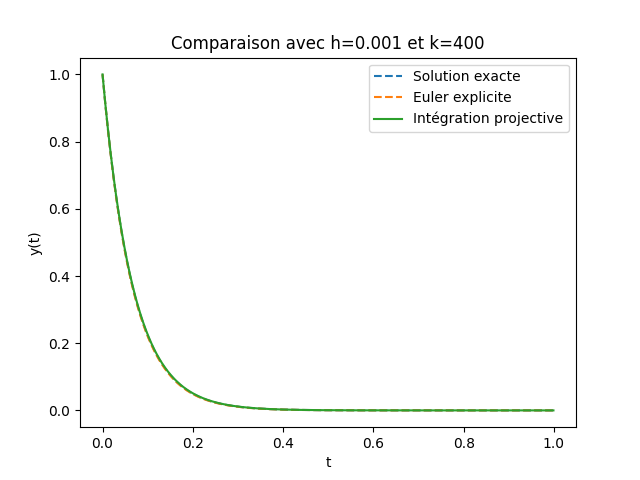 Comparaison avec h=0.001 et k=400
Solution exacte
Euler explicite
Intégration projective
1.0
0.8
0.6
0.4
0.2
0.0
y(t)
0.0 0.2 0.4 0.6 0.8 1.0
t